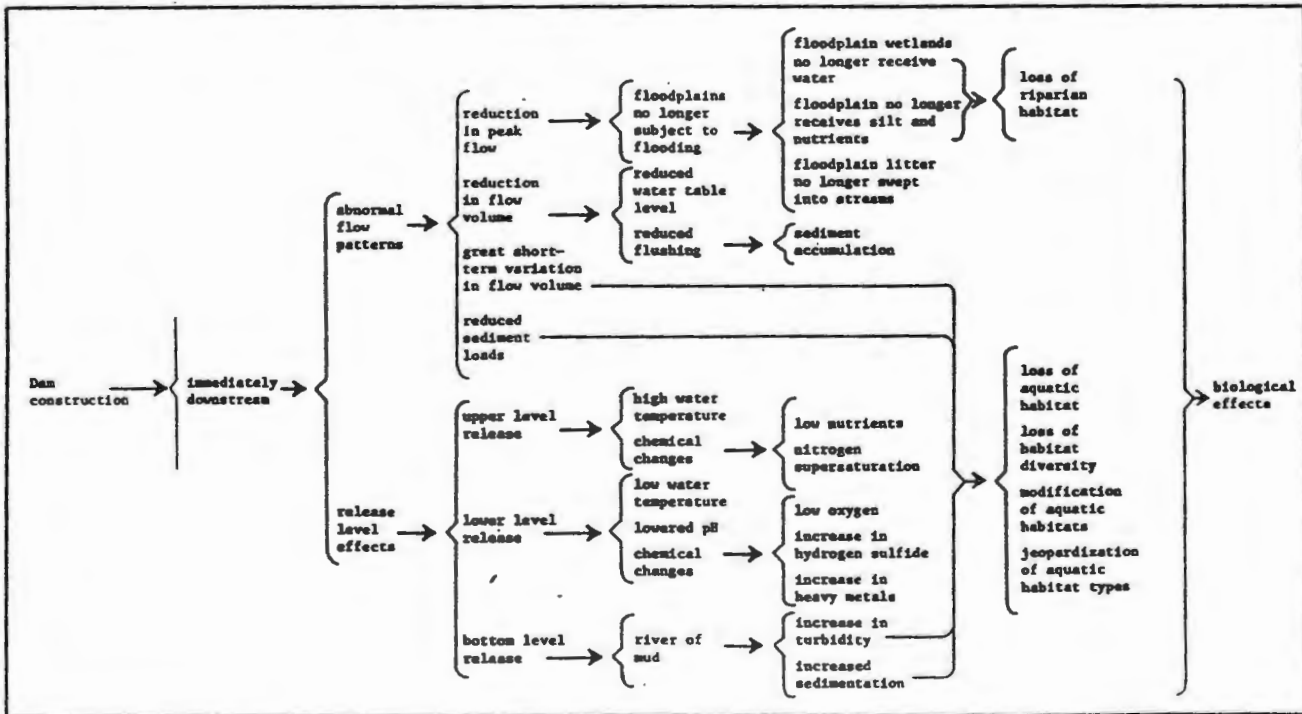 Dam
construction
immediately
downstream
abnormal
flow
patterns
release
level
effects
reduction
in peak
flow
reduction
in flow
volume
great short-
term variation
in flow volume
reduced
sediment
loads
upper level
release
lower level
release
bottom level
release
floodplains
no longer
subject to
flooding
reduced
water table
level
reduced
flushing
high water
temperature
chemical
changes
low water
temperature
lowered pH
chemical
changes
river of
mud
floodplain wetlands
no longer receive
water
floodplain no longer
receives silt and
nutrients
floodplain litter
no longer swept
into streams
sediment
accumulation
low nutrients
nitrogen
supersaturation
low oxygen
increase in
hydrogen sulfide
increase in
heavy metals
increase in
turbidity
increased
sedimentation
loss of
riparian
habitat
loss of
aquatic
habitat
loss of
habitat
diversity
modification
of aquatic
habitats
jeopardization
of aquatic
habitat types
biological
effects